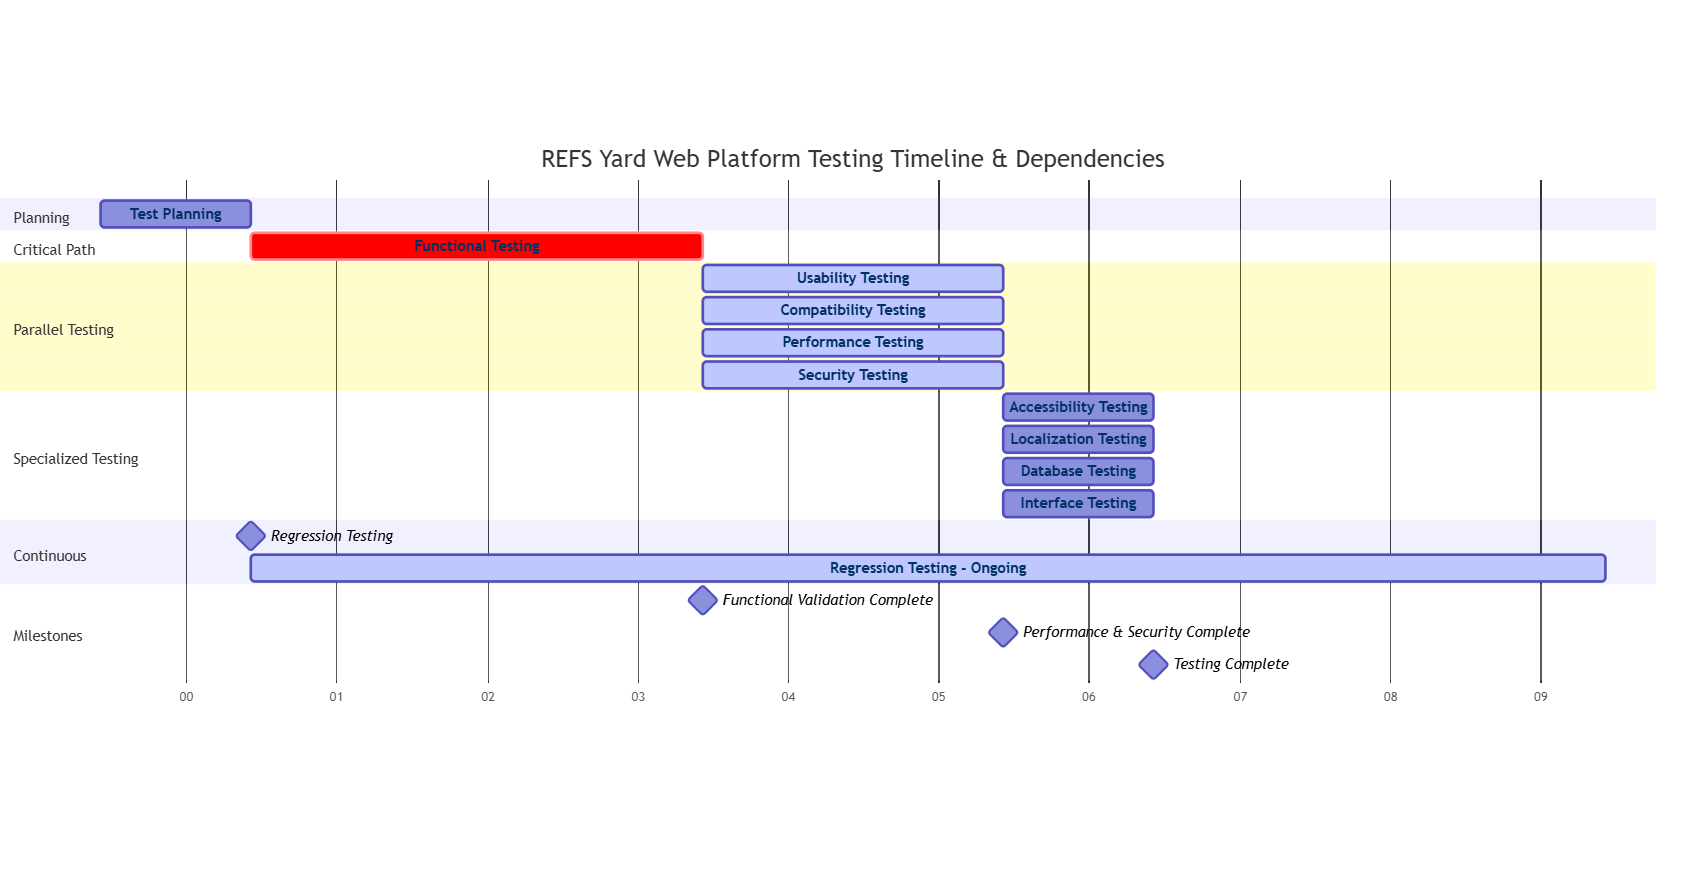 REFS Yard Web Platform Testing Timeline & Dependencies
Planning
Test Planning
Critical Path
Functional Testing
Parallel Testing
Usability Testing
Compatibility Testing
Performance Testing
Security Testing
Specialized Testing
Accessibility Testing
Localization Testing
Database Testing
Interface Testing
Continuous
Regression Testing
Regression Testing - Ongoing
Milestones
Functional Validation Complete
Performance & Security Complete
Testing Complete
00 01 02 03 04 05 06 07 08 09